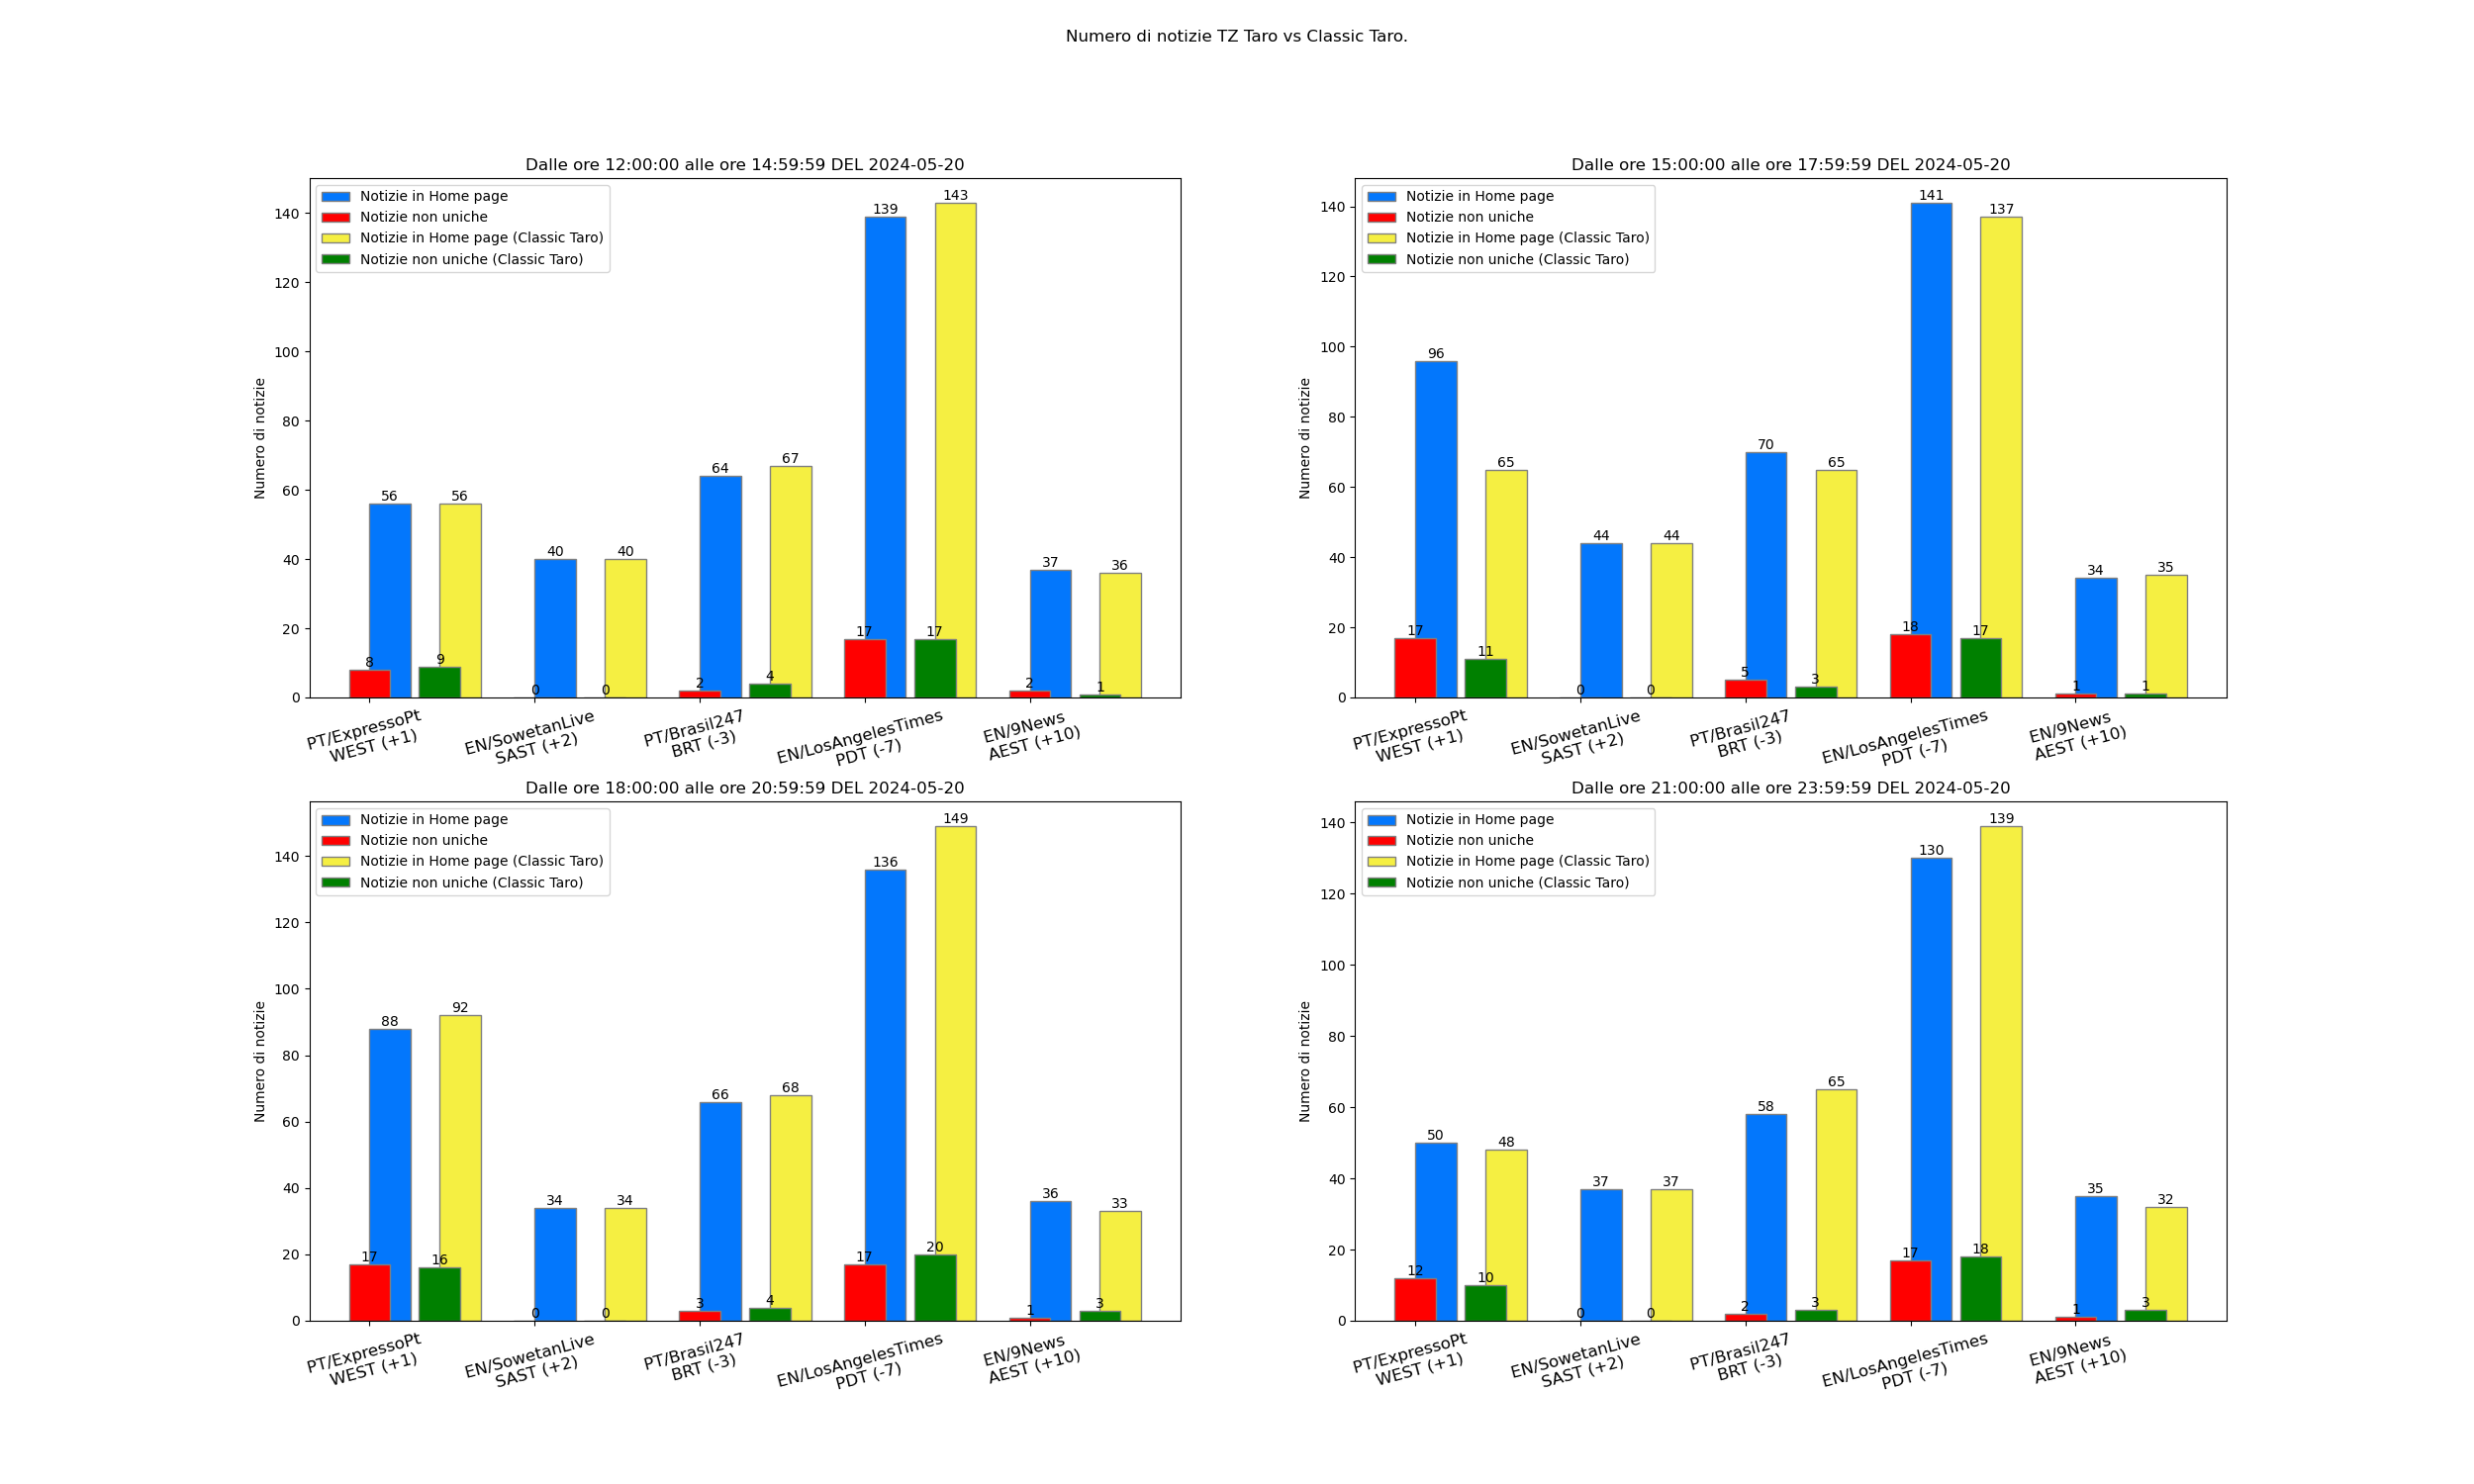 Numero di notizie TZ Taro vs Classic Taro.
Dalle ore 12:00:00 alle ore 14:59:59 DEL 2024-05-20
Notizie in Home page
Notizie non uniche
Notizie in Home page (Classic Taro)
Notizie non uniche (Classic Taro)
Numero di notizie
140
120
100
80
60
40
20
0
8 56 9 56
0 40 0 40
2 64 4 67
17 139 17 143
2 37 1 36
PT/ExpressoPt
WEST (+1)
EN/SowetanLive
SAST (+2)
PT/Brasil247
BRT (-3)
EN/LosAngelesTimes
PDT (-7)
EN/9News
AEST (+10)
Dalle ore 15:00:00 alle ore 17:59:59 DEL 2024-05-20
Notizie in Home page
Notizie non uniche
Notizie in Home page (Classic Taro)
Notizie non uniche (Classic Taro)
Numero di notizie
140
120
100
80
60
40
20
0
17 96 11 65
0 44 0 44
5 70 3 65
18 141 17 137
1 34 1 35
PT/ExpressoPt
WEST (+1)
EN/SowetanLive
SAST (+2)
PT/Brasil247
BRT (-3)
EN/LosAngelesTimes
PDT (-7)
EN/9News
AEST (+10)
Dalle ore 18:00:00 alle ore 20:59:59 DEL 2024-05-20
Notizie in Home page
Notizie non uniche
Notizie in Home page (Classic Taro)
Notizie non uniche (Classic Taro)
Numero di notizie
140
120
100
80
60
40
20
0
17 88 16 92
0 34 0 34
3 66 4 68
17 136 20 149
1 36 3 33
PT/ExpressoPt
WEST (+1)
EN/SowetanLive
SAST (+2)
PT/Brasil247
BRT (-3)
EN/LosAngelesTimes
PDT (-7)
EN/9News
AEST (+10)
Dalle ore 21:00:00 alle ore 23:59:59 DEL 2024-05-20
Notizie in Home page
Notizie non uniche
Notizie in Home page (Classic Taro)
Notizie non uniche (Classic Taro)
Numero di notizie
140
120
100
80
60
40
20
0
12 50 10 48
0 37 0 37
2 58 3 65
17 130 18 139
1 35 3 32
PT/ExpressoPt
WEST (+1)
EN/SowetanLive
SAST (+2)
PT/Brasil247
BRT (-3)
EN/LosAngelesTimes
PDT (-7)
EN/9News
AEST (+10)